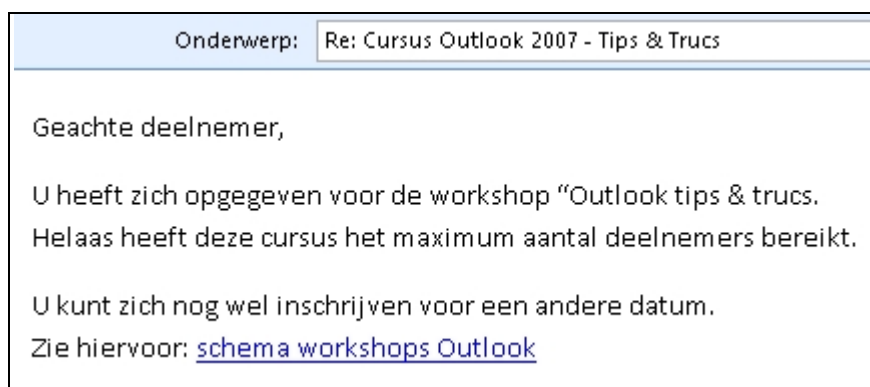 Onderwerp: Re: Cursus Outlook 2007 - Tips & Trucs
Geachte deelnemer,
U heeft zich opgegeven voor de workshop “Outlook tips & trucs.
Helaas heeft deze cursus het maximum aantal deelnemers bereikt.
U kunt zich nog wel inschrijven voor een andere datum.
Zie hiervoor: schema workshops Outlook